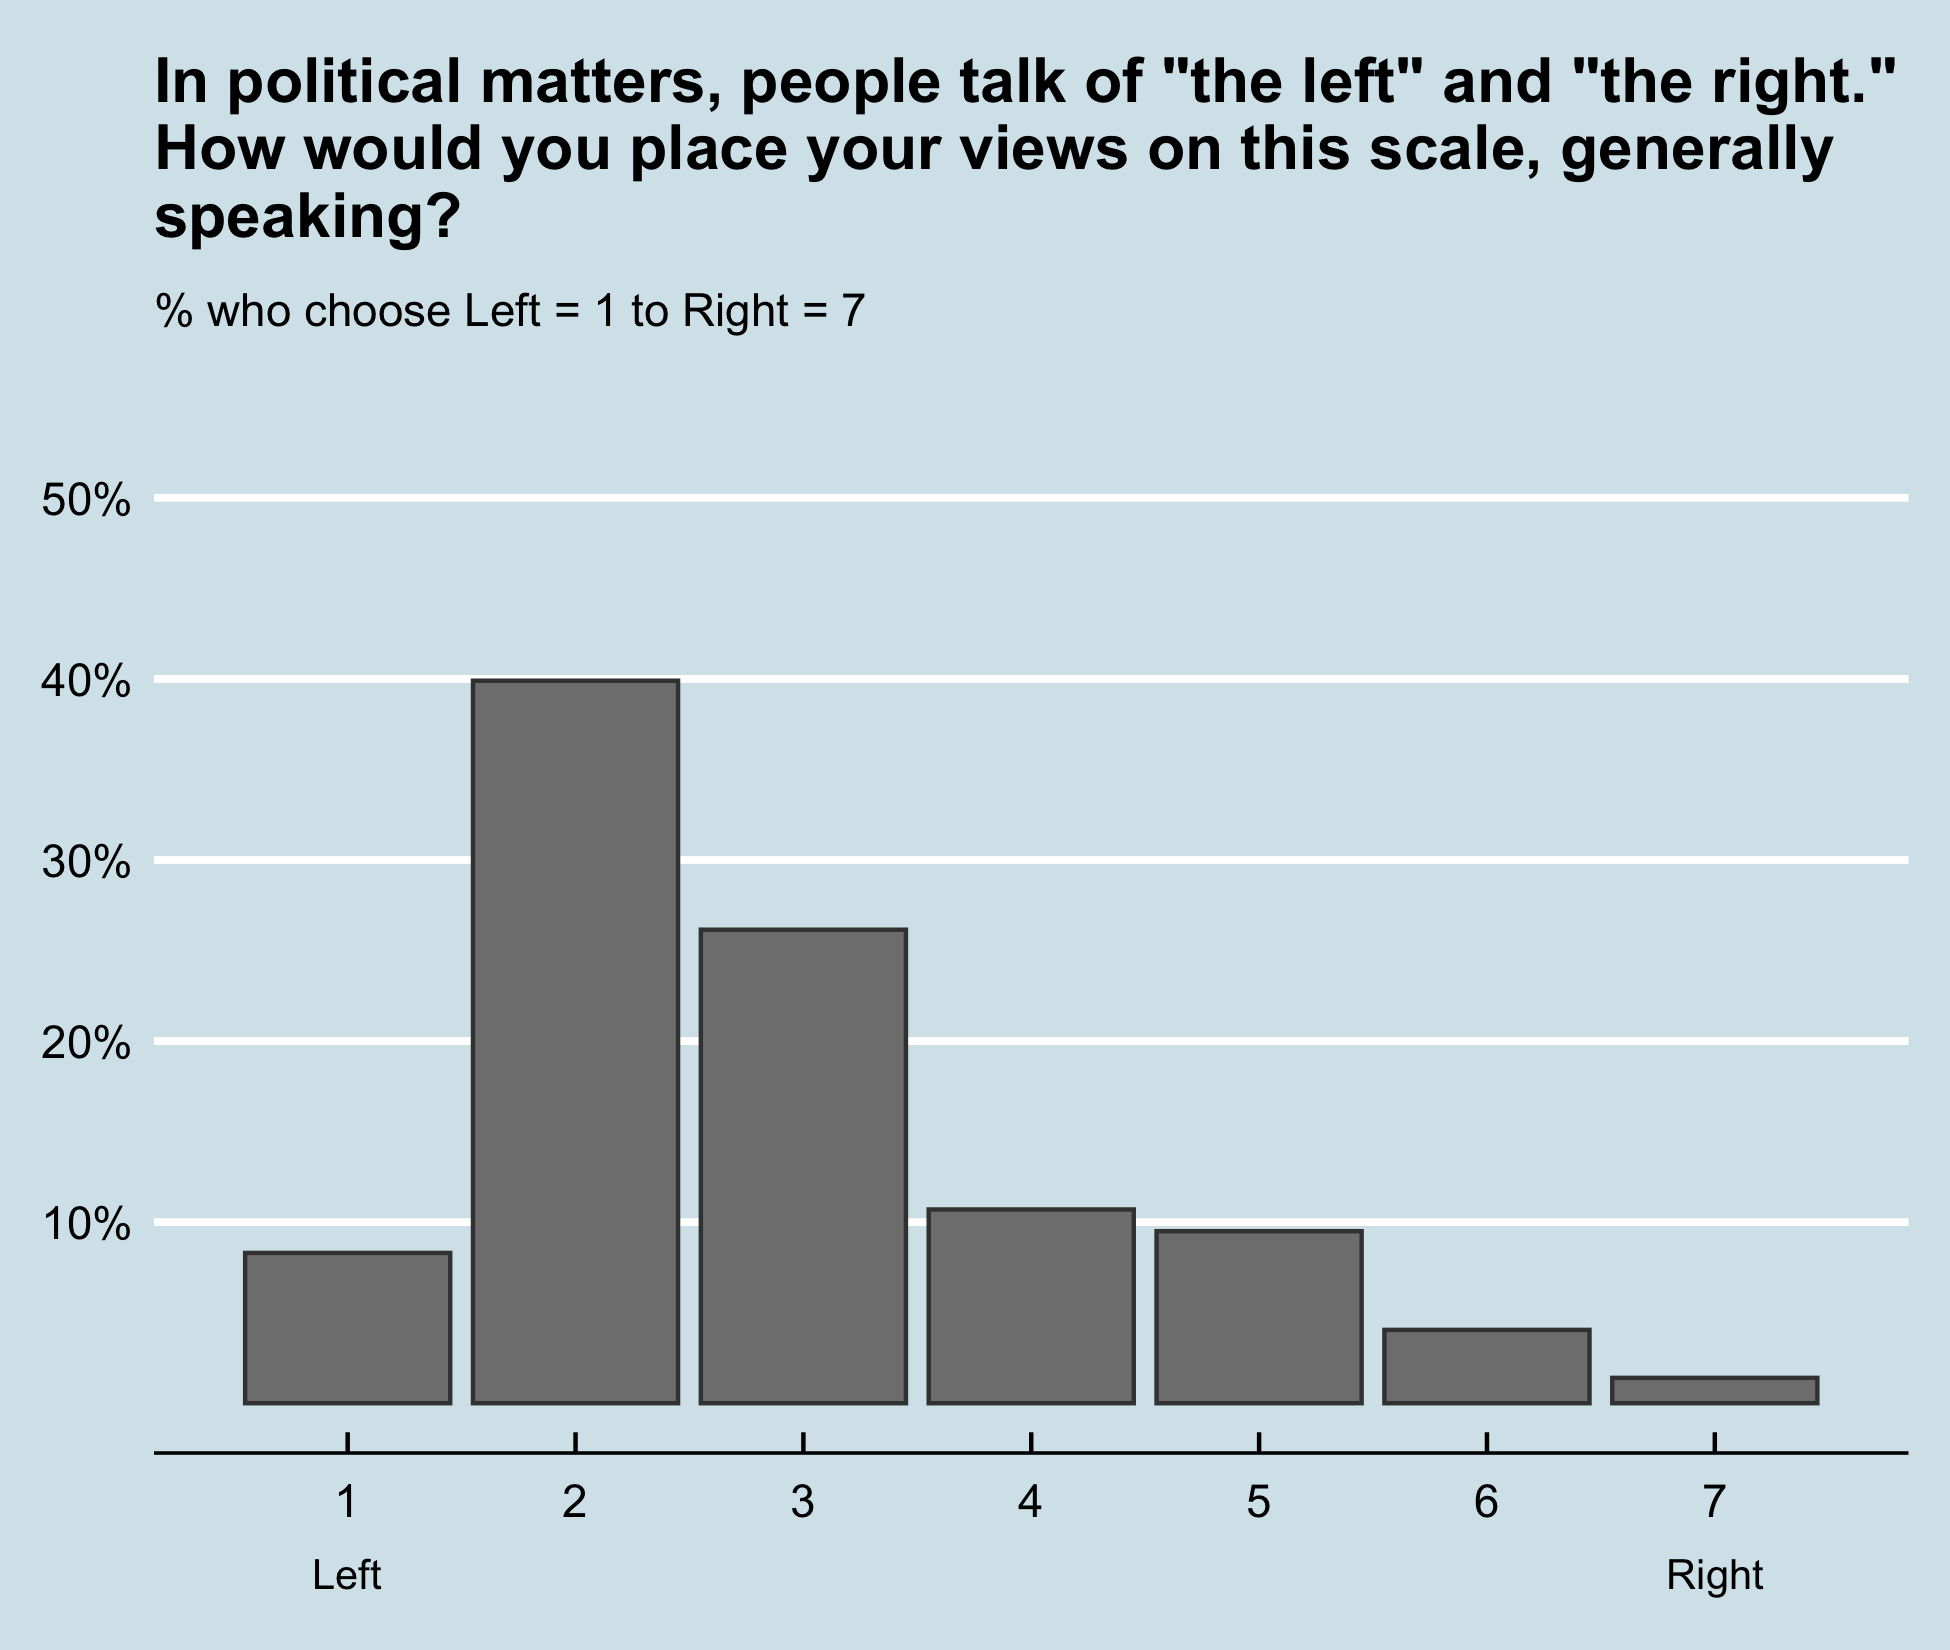 In political matters, people talk of "the left" and "the right."
How would you place your views on this scale, generally
speaking?
% who choose Left = 1 to Right = 7
50%
40%
30%
20%
10%
1 2 3 4 5 6 7
Left Right